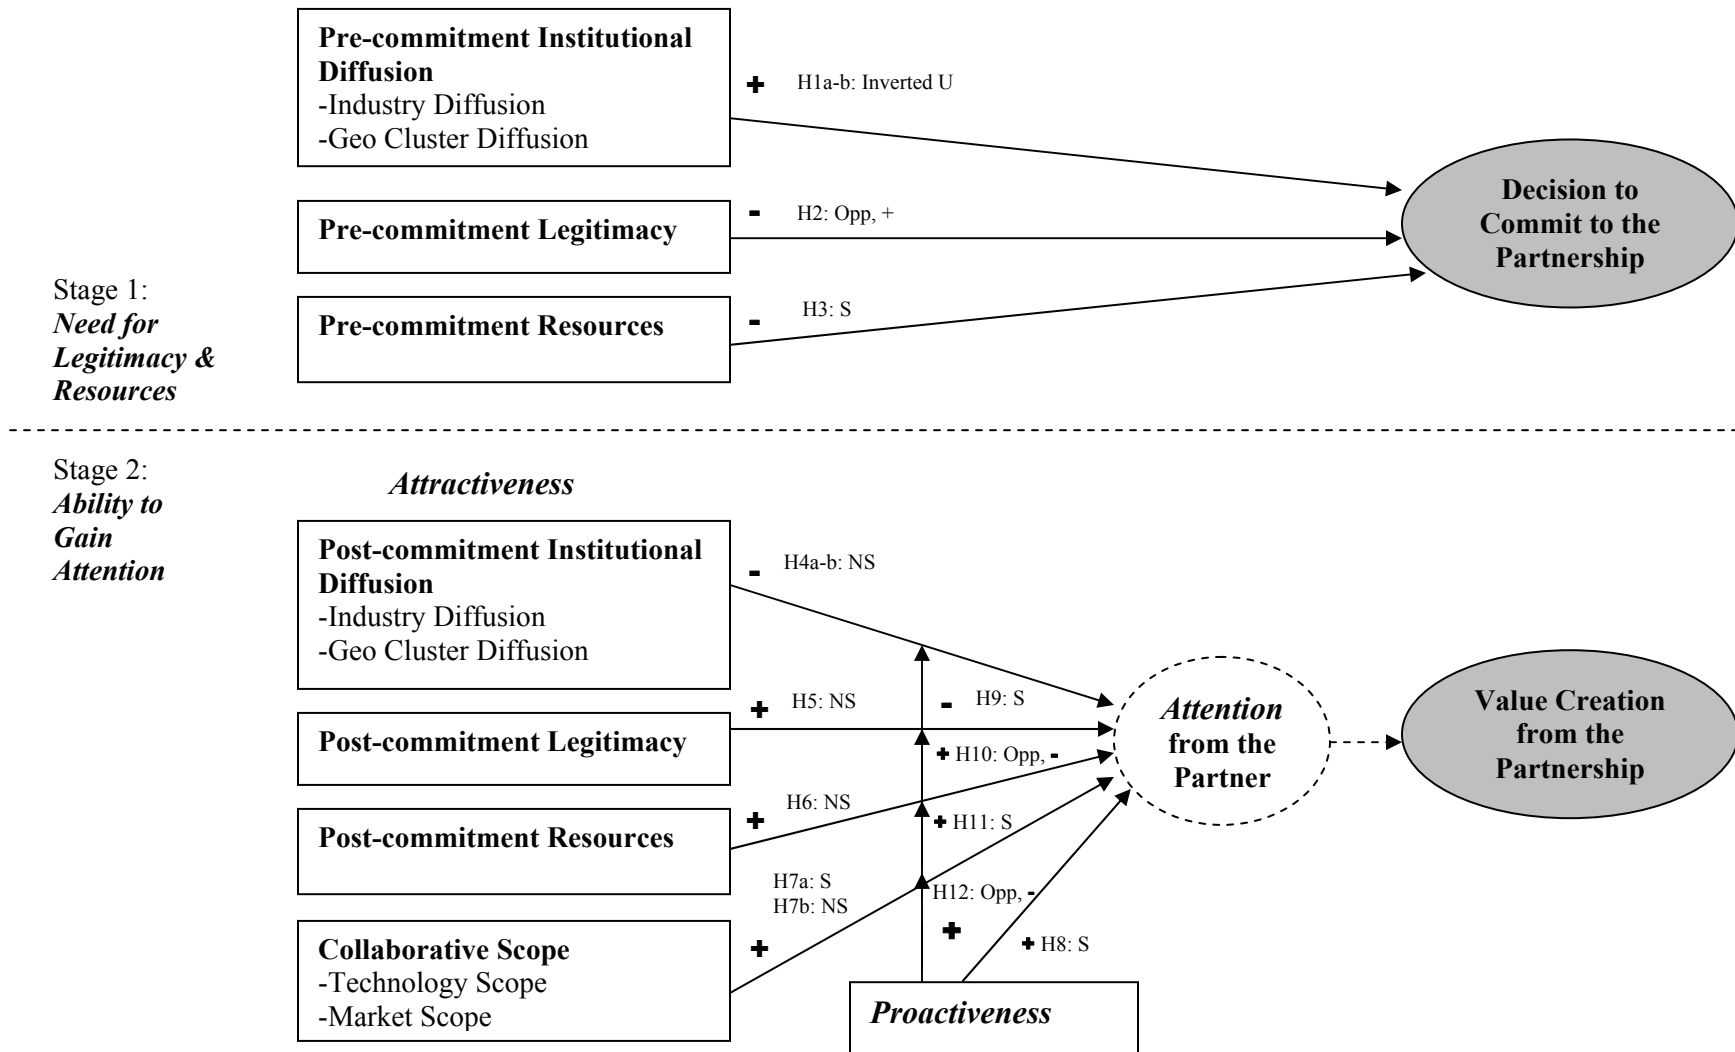 Pre-commitment Institutional
Diffusion
-Industry Diffusion
-Geo Cluster Diffusion
+ H1a-b: Inverted U
Pre-commitment Legitimacy
- H2: Opp, +
Pre-commitment Resources
- H3: S
Decision to
Commit to the
Partnership
Stage 1:
Need for
Legitimacy &
Resources
Stage 2:
Ability to
Gain
Attention
Attractiveness
Post-commitment Institutional
Diffusion
-Industry Diffusion
-Geo Cluster Diffusion
- H4a-b: NS
Post-commitment Legitimacy
+ H5: NS
- H9: S
Post-commitment Resources
+ H6: NS
+ H10: Opp, -
+ H11: S
Collaborative Scope
-Technology Scope
-Market Scope
H7a: S
H7b: NS
+
H12: Opp, -
+
+ H8: S
Proactiveness
Attention
from the
Partner
Value Creation
from the
Partnership